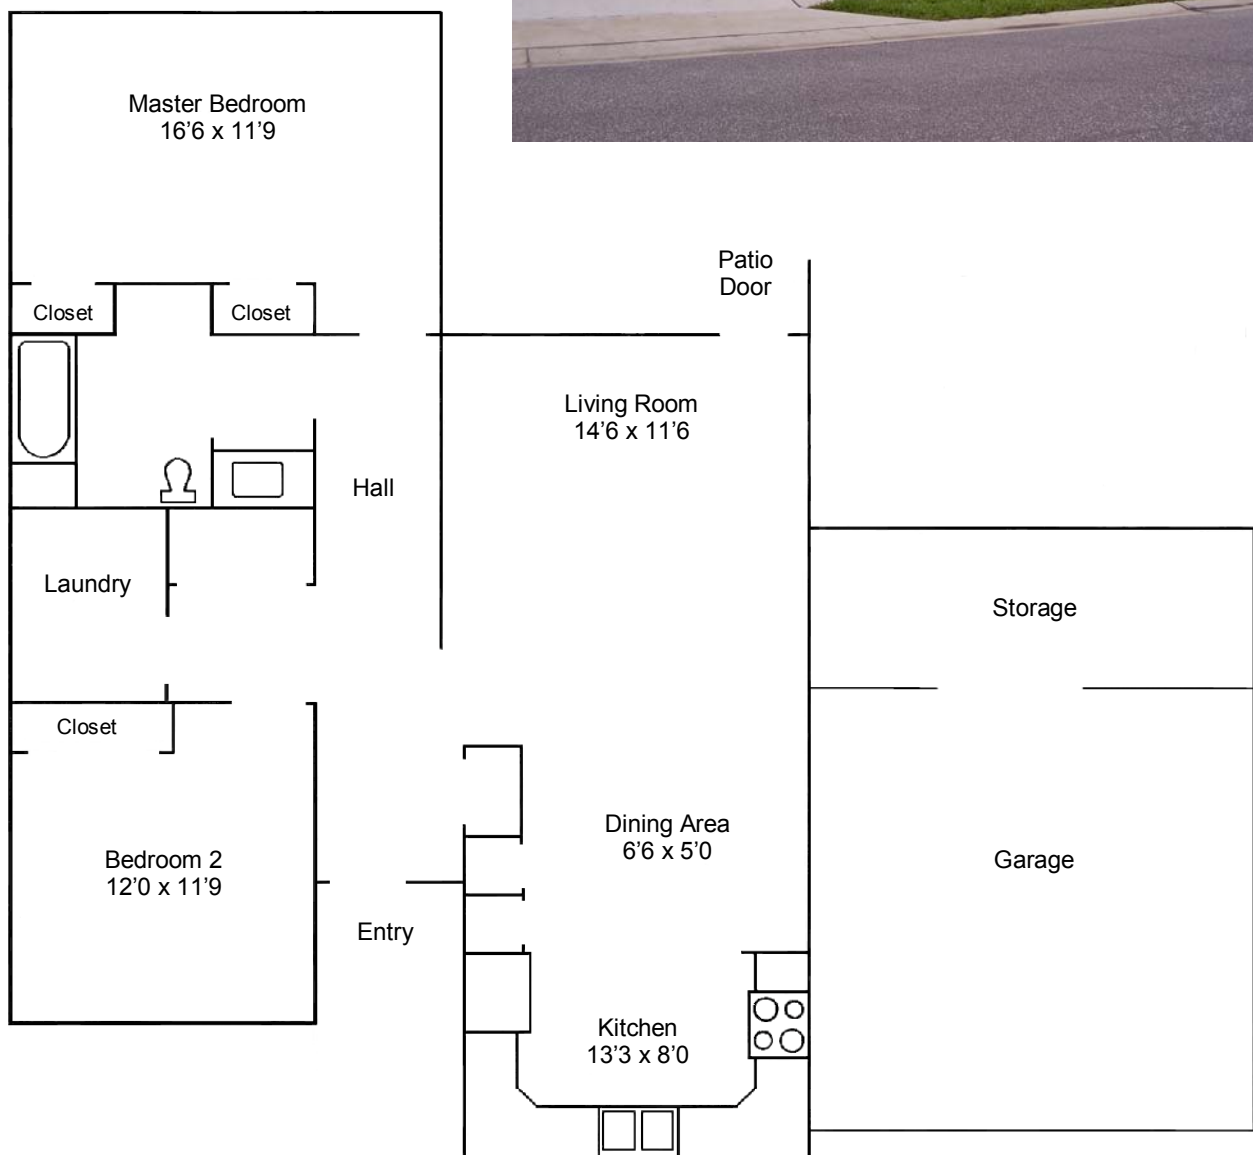 Master Bedroom
16’6 x 11’9
Patio
Door
Closet
Closet
Living Room
14’6 x 11’6
Hall
Laundry
Storage
Closet
Dining Area
6’6 x 5’0
Bedroom 2
12’0 x 11’9
Garage
Entry
Kitchen
13’3 x 8’0